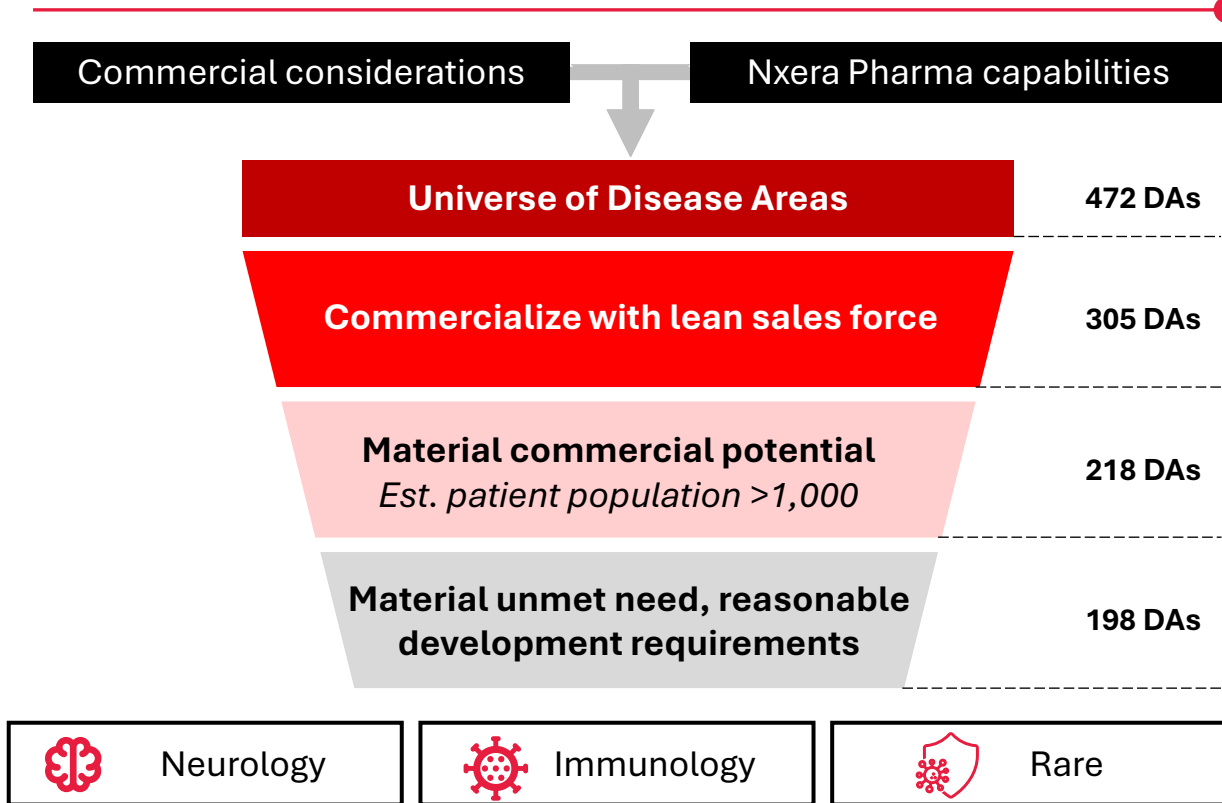 Commercial considerations
Nxera Pharma capabilities
Universe of Disease Areas
472 DAs
Commercialize with lean sales force
305 DAs
Material commercial potential
Est. patient population >1,000
218 DAs
Material unmet need, reasonable
development requirements
198 DAs
Neurology
Immunology
Rare